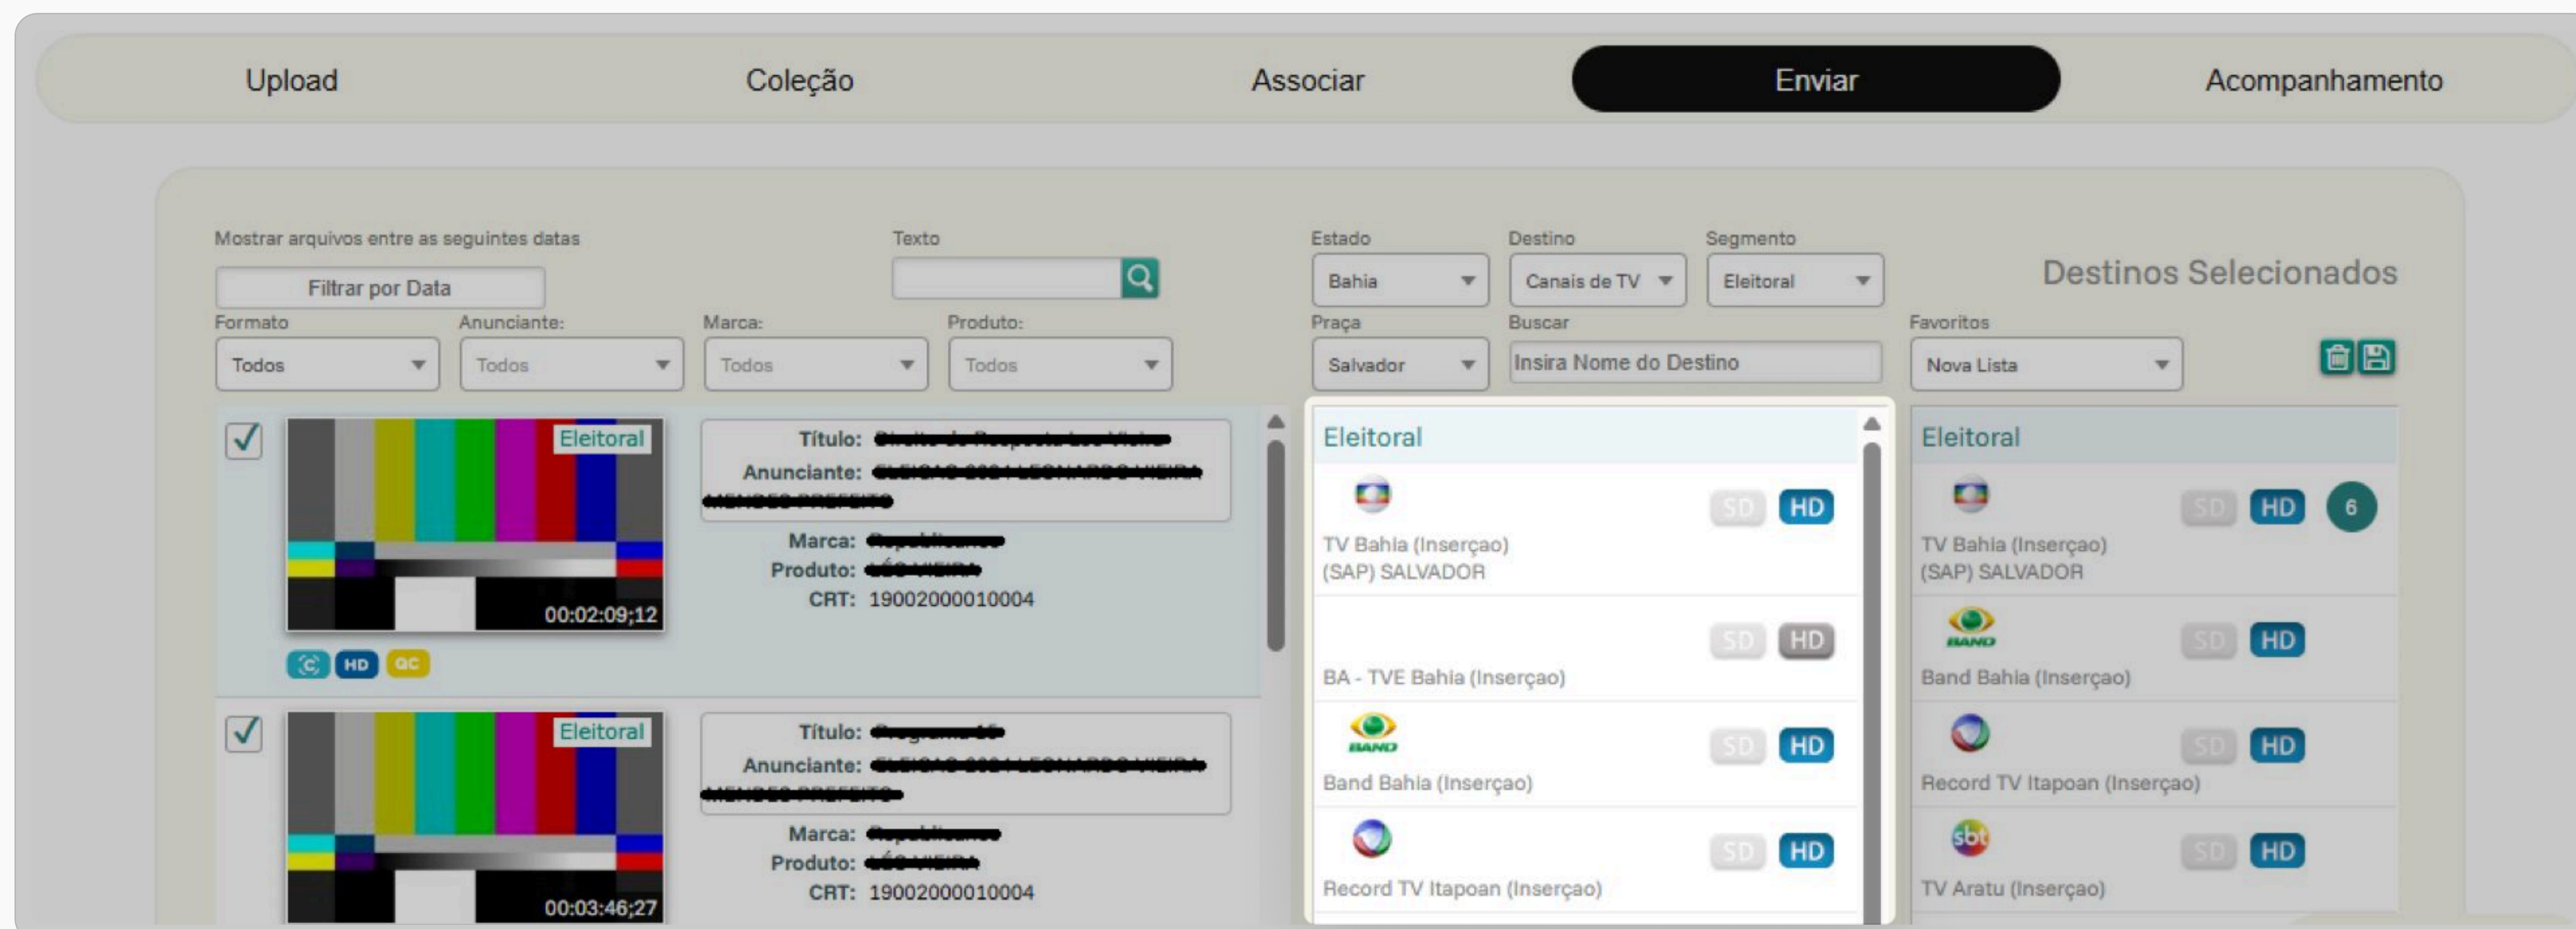 Upload
Coleção
Associar
Enviar
Acompanhamento
Mostrar arquivos entre as seguintes datas
Filtrar por Data
Texto
Formato
Todos
Anunciante:
Todos
Marca:
Todos
Produto:
Todos
Eleitoral
00:02:09;12
C HD QC
Título:
Anunciante:
Marca:
Produto:
CRT: 19002000010004
Eleitoral
00:03:46;27
Título:
Anunciante:
Marca:
Produto:
CRT: 19002000010004
Estado
Bahia
Destino
Canais de TV
Segmento
Eleitoral
Praça
Salvador
Buscar
Insira Nome do Destino
Eleitoral
SD HD
TV Bahia (Inserçao)
(SAP) SALVADOR
SD HD
BA - TVE Bahia (Inserçao)
BAND
SD HD
Band Bahia (Inserçao)
SD HD
Record TV Itapoan (Inserçao)
Destinos Selecionados
Favoritos
Nova Lista
Eleitoral
SD HD 6
TV Bahia (Inserçao)
(SAP) SALVADOR
BAND
SD HD
Band Bahia (Inserçao)
SD HD
Record TV Itapoan (Inserçao)
sbt
SD HD
TV Aratu (Inserçao)